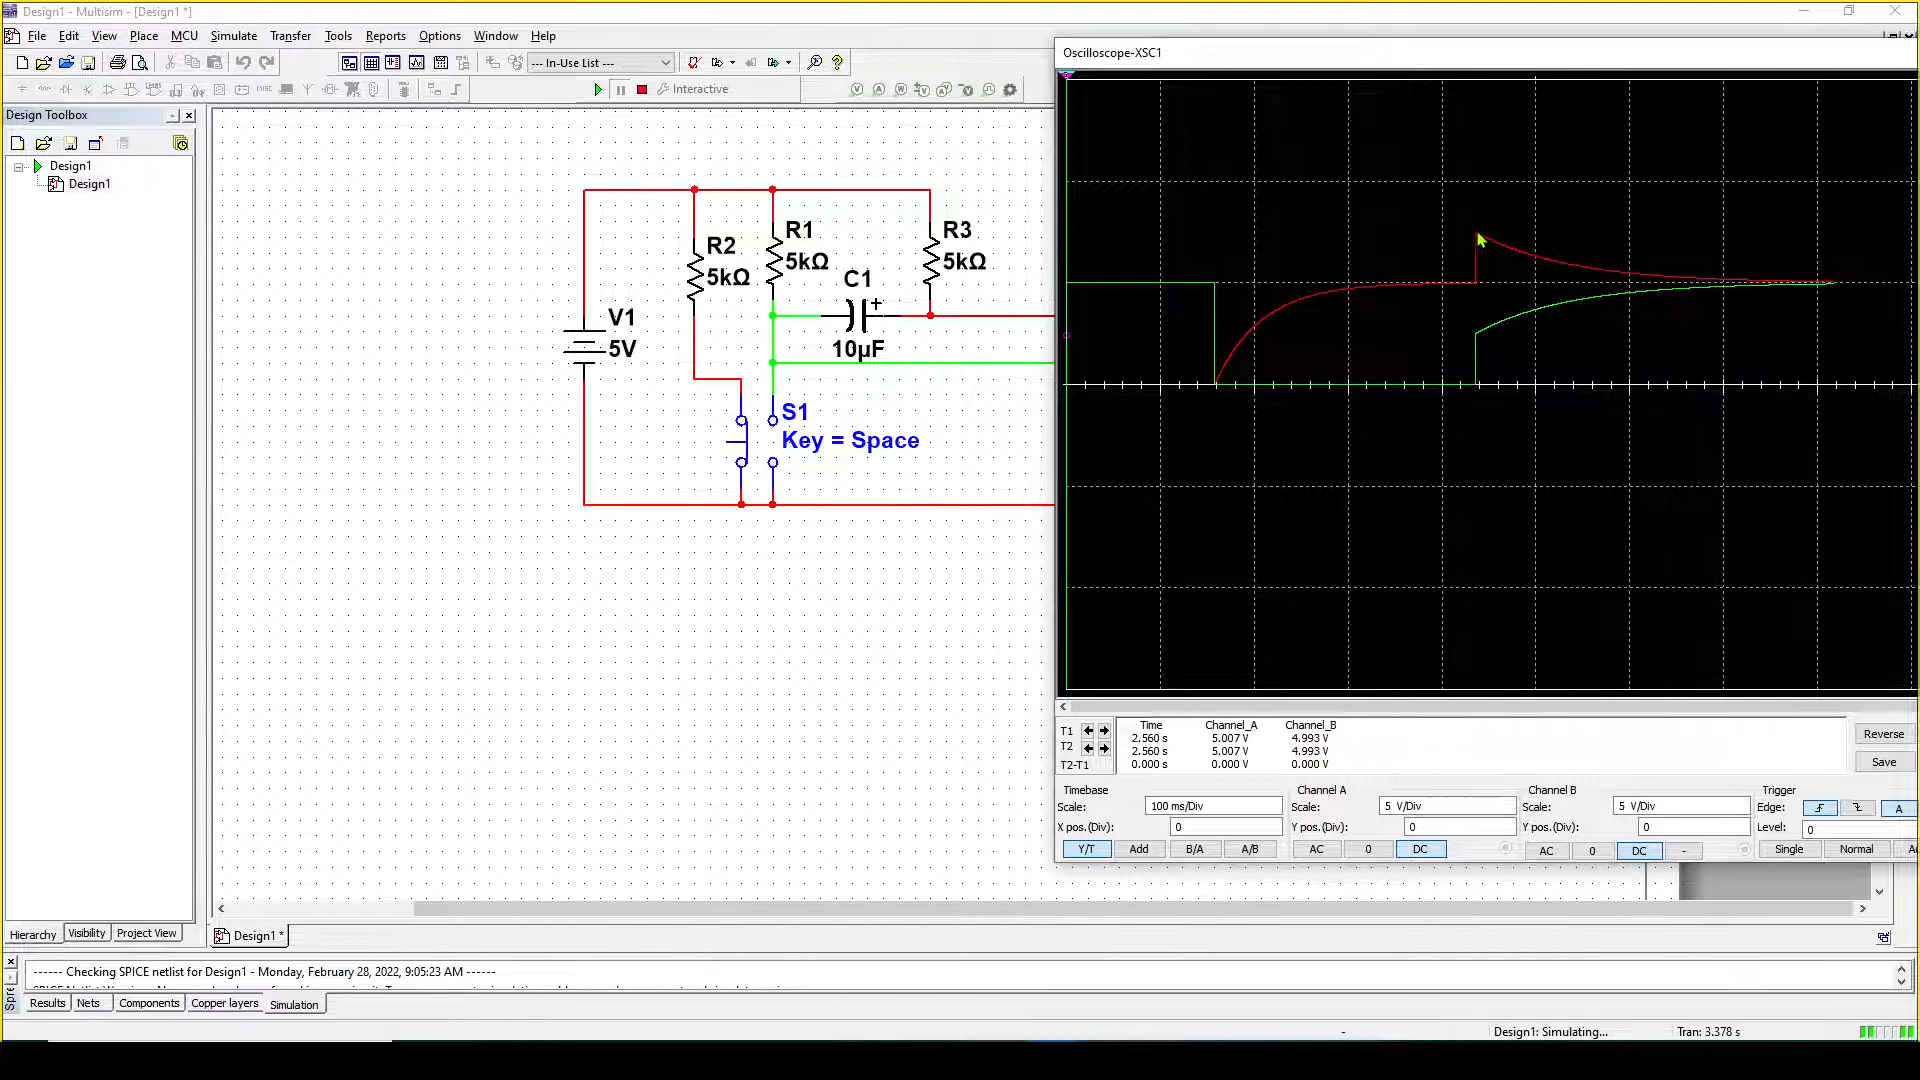 Design1 - Multisim - [Design1 *]
File Edit View Place MCU Simulate Transfer Tools Reports Options Window Help
--- In-Use List ---
Interactive
Design Toolbox
Design1
Design1
Hierarchy Visibility Project View
R2
5kΩ
R1
5kΩ
R3
5kΩ
C1
+
10µF
V1
5V
S1
Key = Space
Design1 *
Oscilloscope-XSC1
Time Channel_A Channel_B
T1 2.560 s 5.007 V 4.993 V
T2 2.560 s 5.007 V 4.993 V
T2-T1 0.000 s 0.000 V 0.000 V
Reverse
Save
Timebase
Scale: 100 ms/Div
X pos.(Div): 0
Y/T Add B/A A/B
Channel A
Scale: 5 V/Div
Y pos.(Div): 0
AC 0 DC
Channel B
Scale: 5 V/Div
Y pos.(Div): 0
AC 0 DC -
Trigger
Edge: A
Level: 0
Single Normal
------ Checking SPICE netlist for Design1 - Monday, February 28, 2022, 9:05:23 AM ------
Results Nets Components Copper layers Simulation
- Design1: Simulating... Tran: 3.378 s